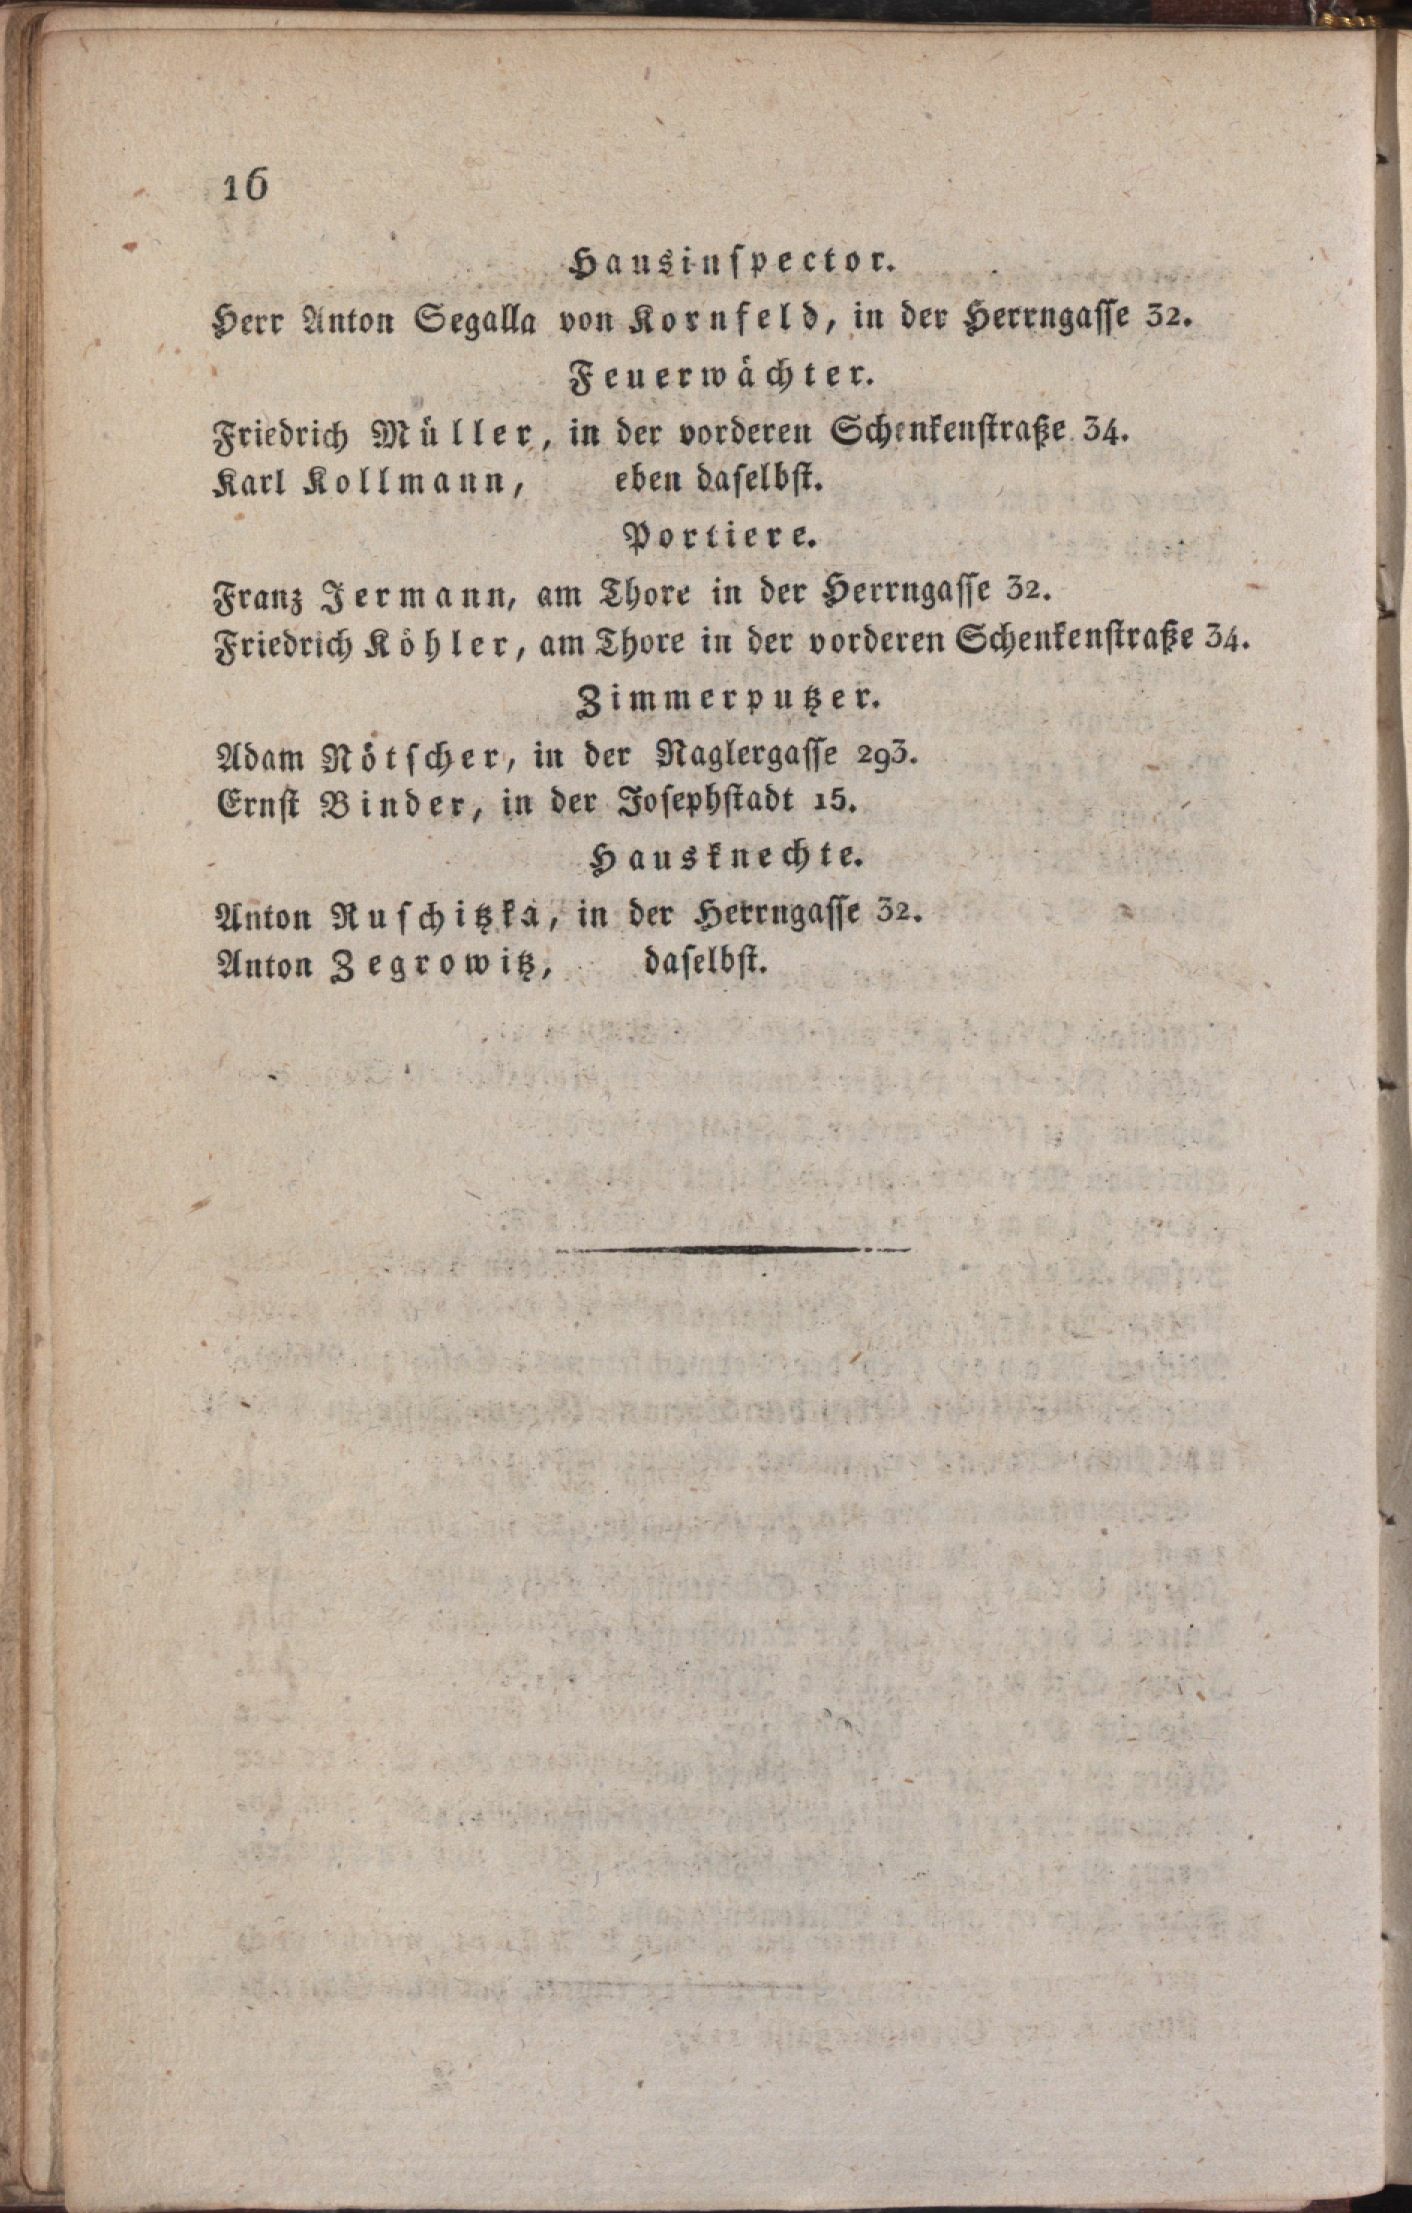 16
Hausinspector.
Herr Anton Segalla von Kornfeld, in der Herrngasse 32.
Feuerwächter.
Friedrich Müller, in der vorderen Schenkenstraße 34.
Karl Kollmann, eben daselbst.
Portiere.
Franz Jermann, am Thore in der Herrngasse 32.
Friedrich Köhler, am Thore in der vorderen Schenkenstraße 34.
Zimmerputzer.
Adam Nötscher, in der Naglergasse 293.
Ernst Binder, in der Josephstadt 15.
Hausknechte.
Anton Ruschitzka, in der Herrngasse 32.
Anton Zegrowitz, daselbst.